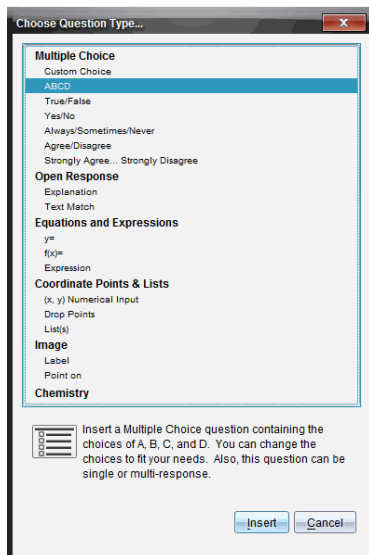 Choose Question Type...
Multiple Choice
Custom Choice
ABCD
True/False
Yes/No
Always/Sometimes/Never
Agree/Disagree
Strongly Agree... Strongly Disagree
Open Response
Explanation
Text Match
Equations and Expressions
y=
f(x)=
Expression
Coordinate Points & Lists
(x, y) Numerical Input
Drop Points
List(s)
Image
Label
Point on
Chemistry
Insert a Multiple Choice question containing the
choices of A, B, C, and D. You can change the
choices to fit your needs. Also, this question can be
single or multi-response.
Insert Cancel